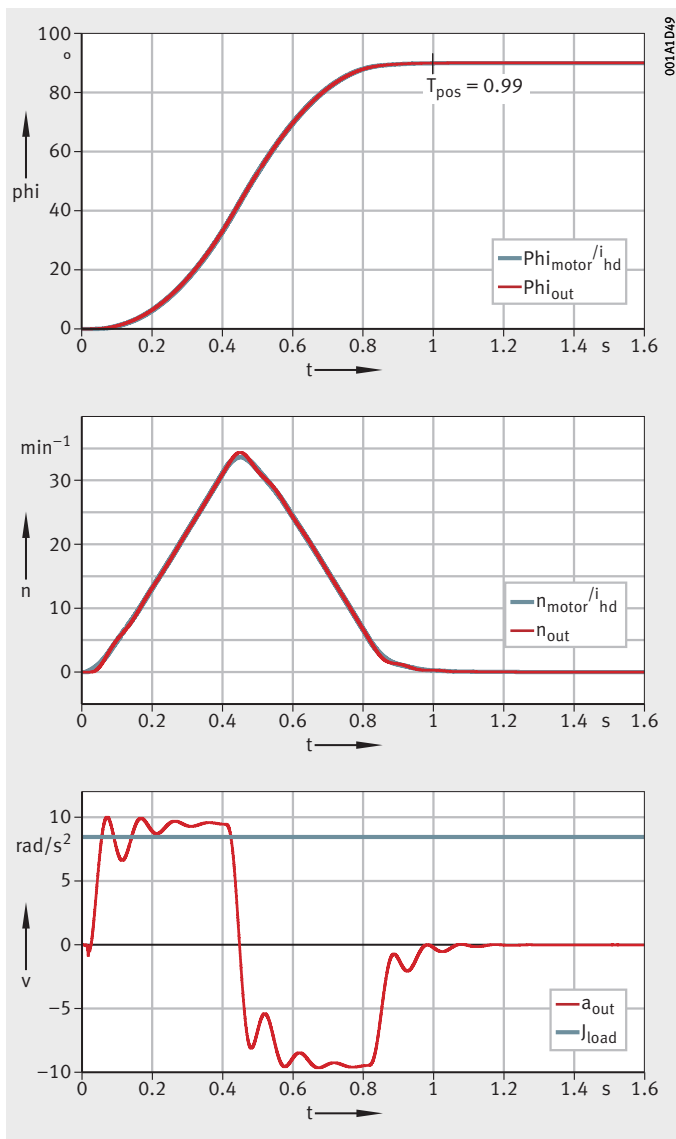 001A1D49
100
°
80
60
40
20
0
phi
T_pos = 0.99
Phi_motor/i_hd
Phi_out
0 0.2 0.4 0.6 0.8 1 1.2 1.4 s 1.6
t
min⁻¹
30
20
10
0
n
n_motor/i_hd
n_out
0 0.2 0.4 0.6 0.8 1 1.2 1.4 s 1.6
t
10
rad/s²
5
0
−5
−10
v
a_out
J_load
0 0.2 0.4 0.6 0.8 1 1.2 1.4 s 1.6
t